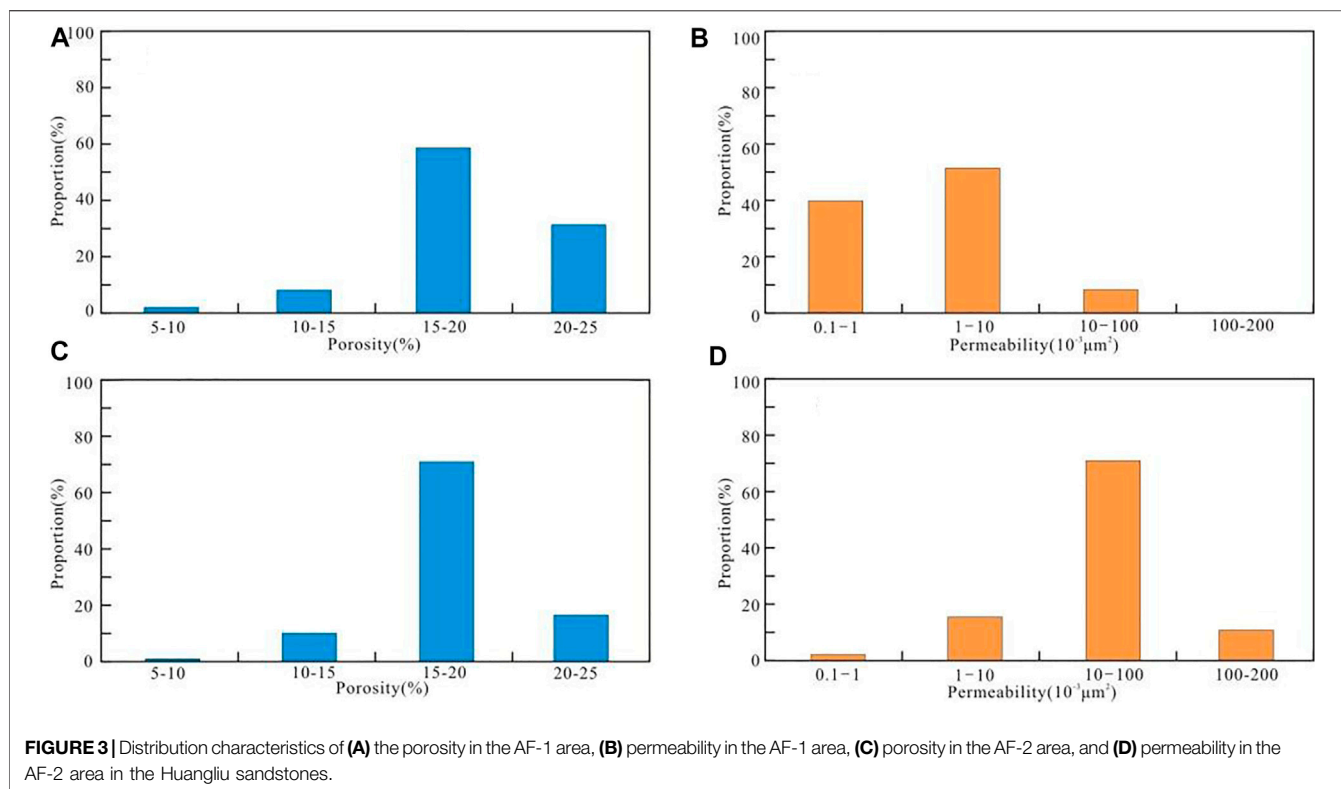 A
100
80
60
40
20
0
Proportion(%)
5-10 10-15 15-20 20-25
Porosity(%)
B
100
80
60
40
20
0
Proportion(%)
0.1−1 1−10 10−100 100-200
Permeability(10⁻³μm²)
C
100
80
60
40
20
0
Proportion(%)
5-10 10-15 15-20 20-25
Porosity(%)
D
100
80
60
40
20
0
Proportion(%)
0.1−1 1−10 10−100 100-200
Permeability(10⁻³μm²)
FIGURE 3 | Distribution characteristics of (A) the porosity in the AF-1 area, (B) permeability in the AF-1 area, (C) porosity in the AF-2 area, and (D) permeability in the
AF-2 area in the Huangliu sandstones.